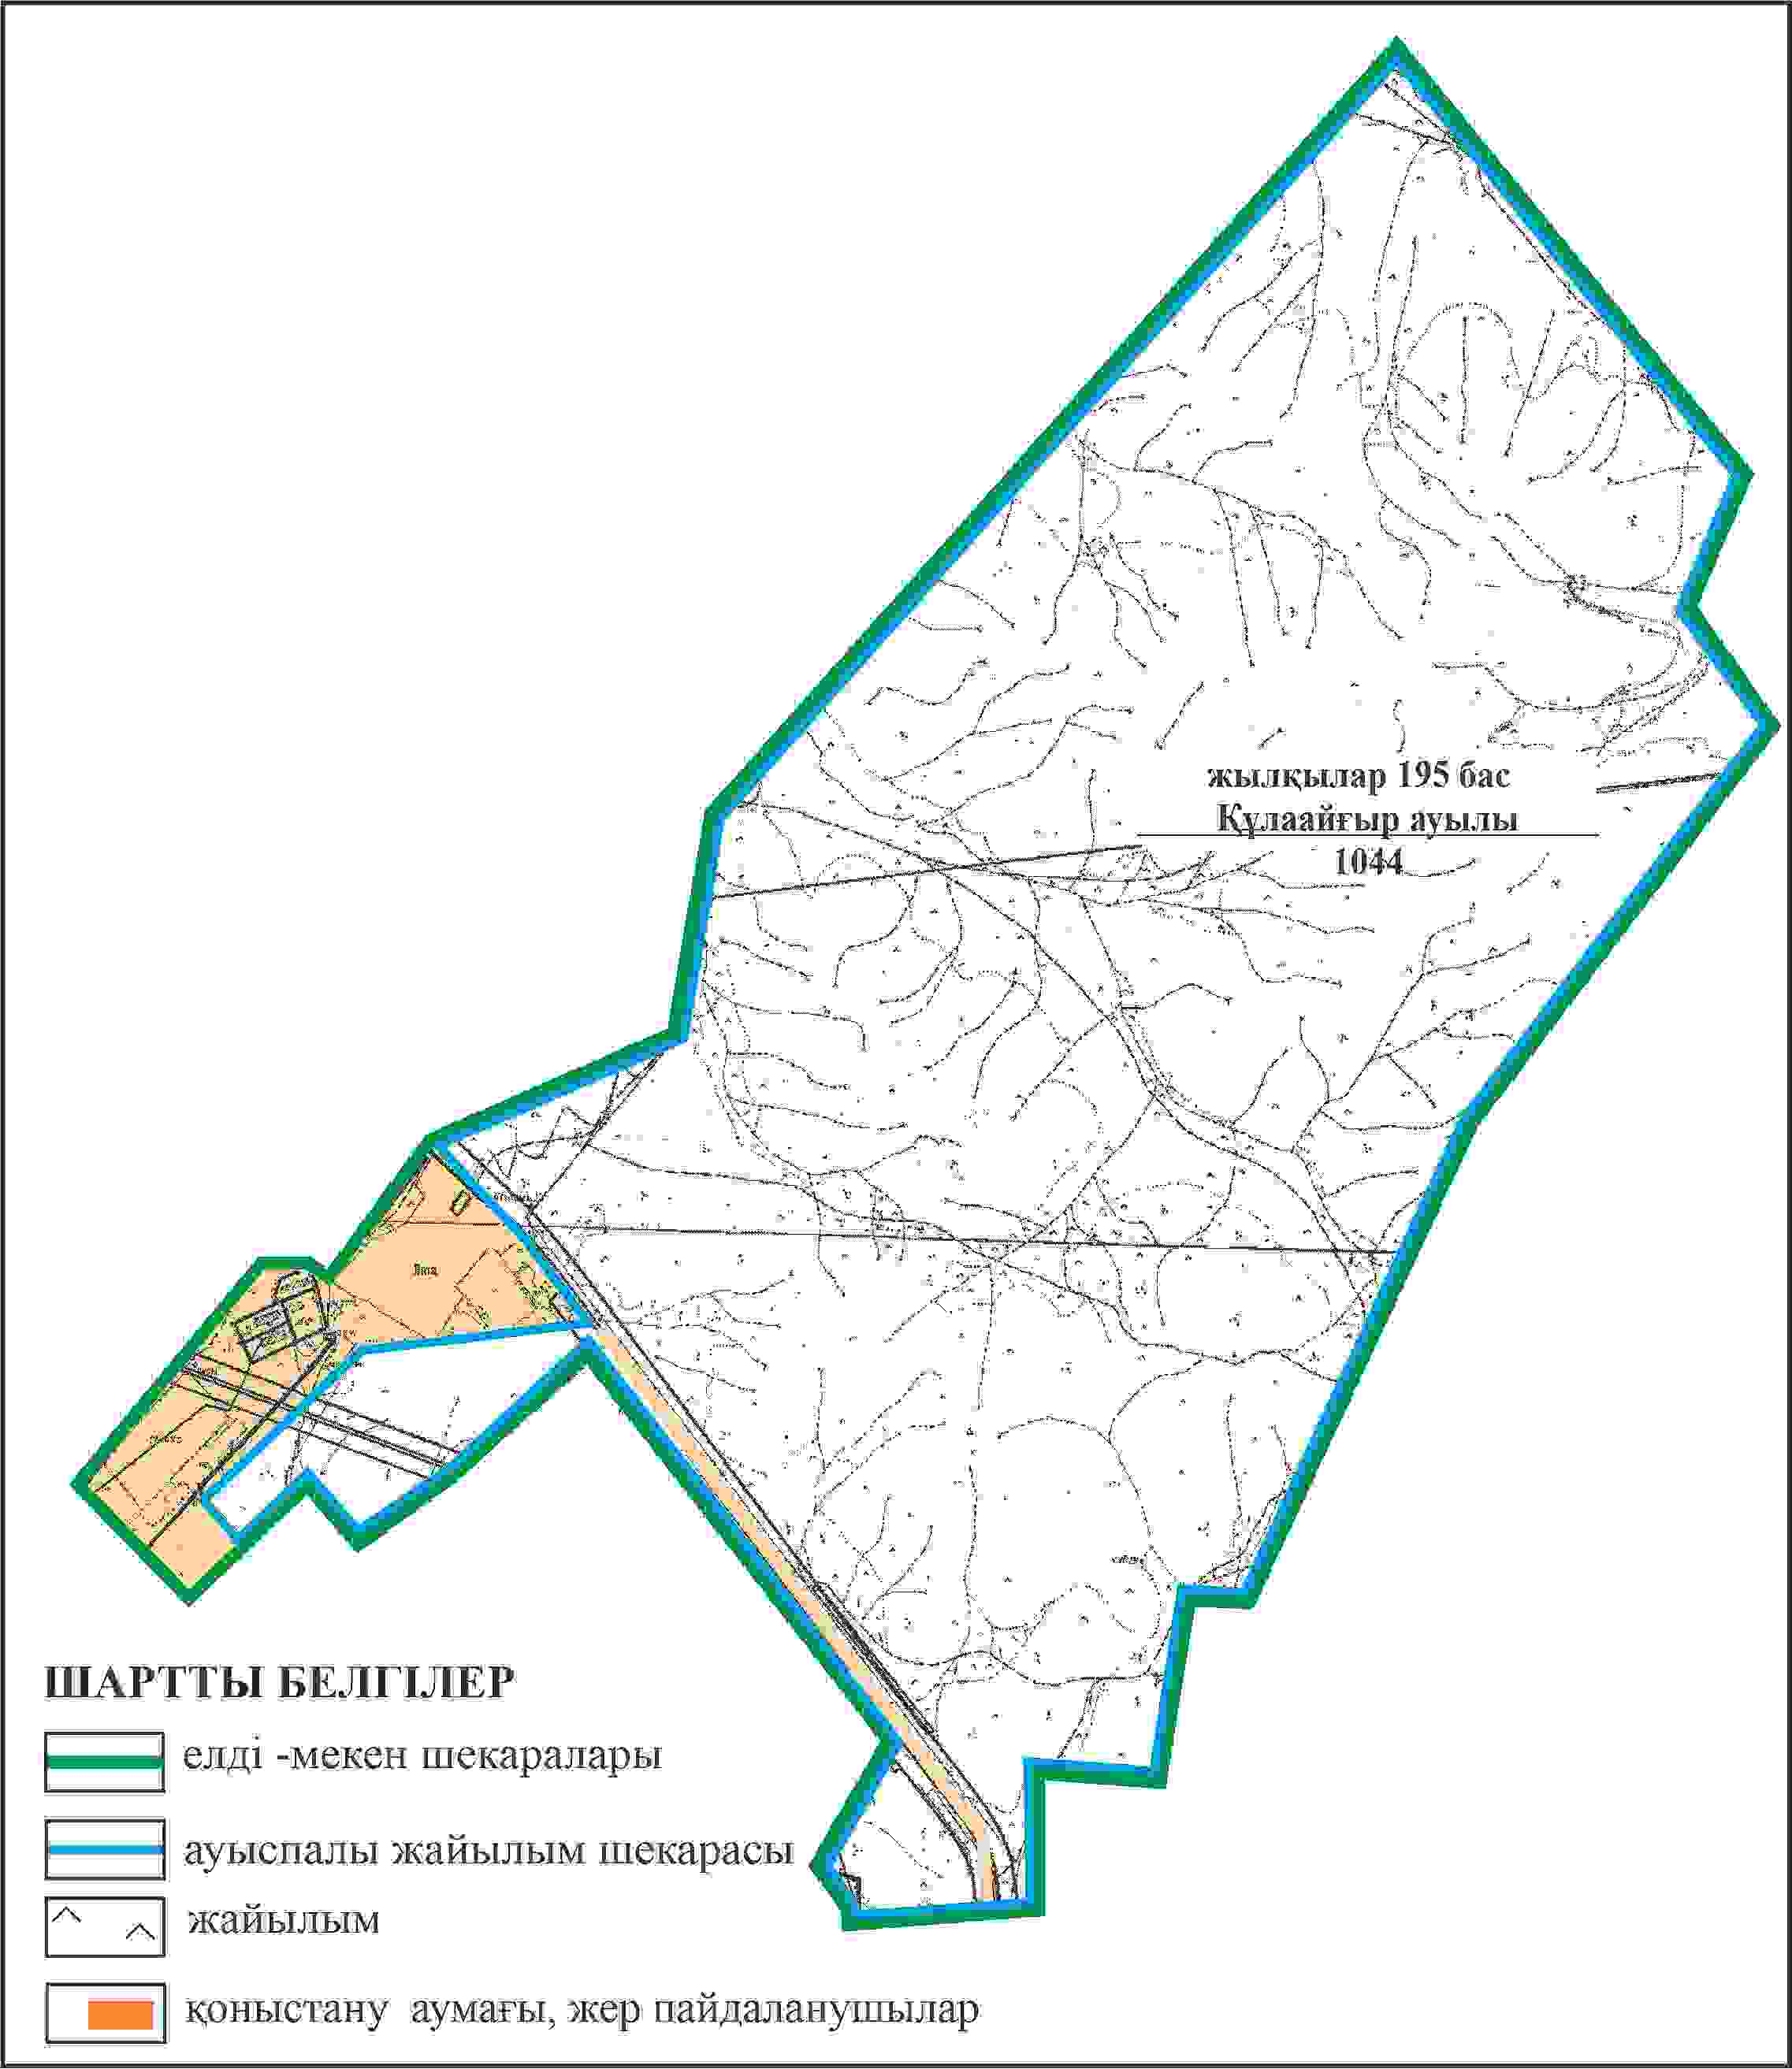 жылқылар 195 бас
Құлаайғыр ауылы
1044
ШАРТТЫ БЕЛГІЛЕР
елді -мекен шекаралары
ауыспалы жайылым шекарасы
жайылым
қоныстану аумағы, жер пайдаланушылар